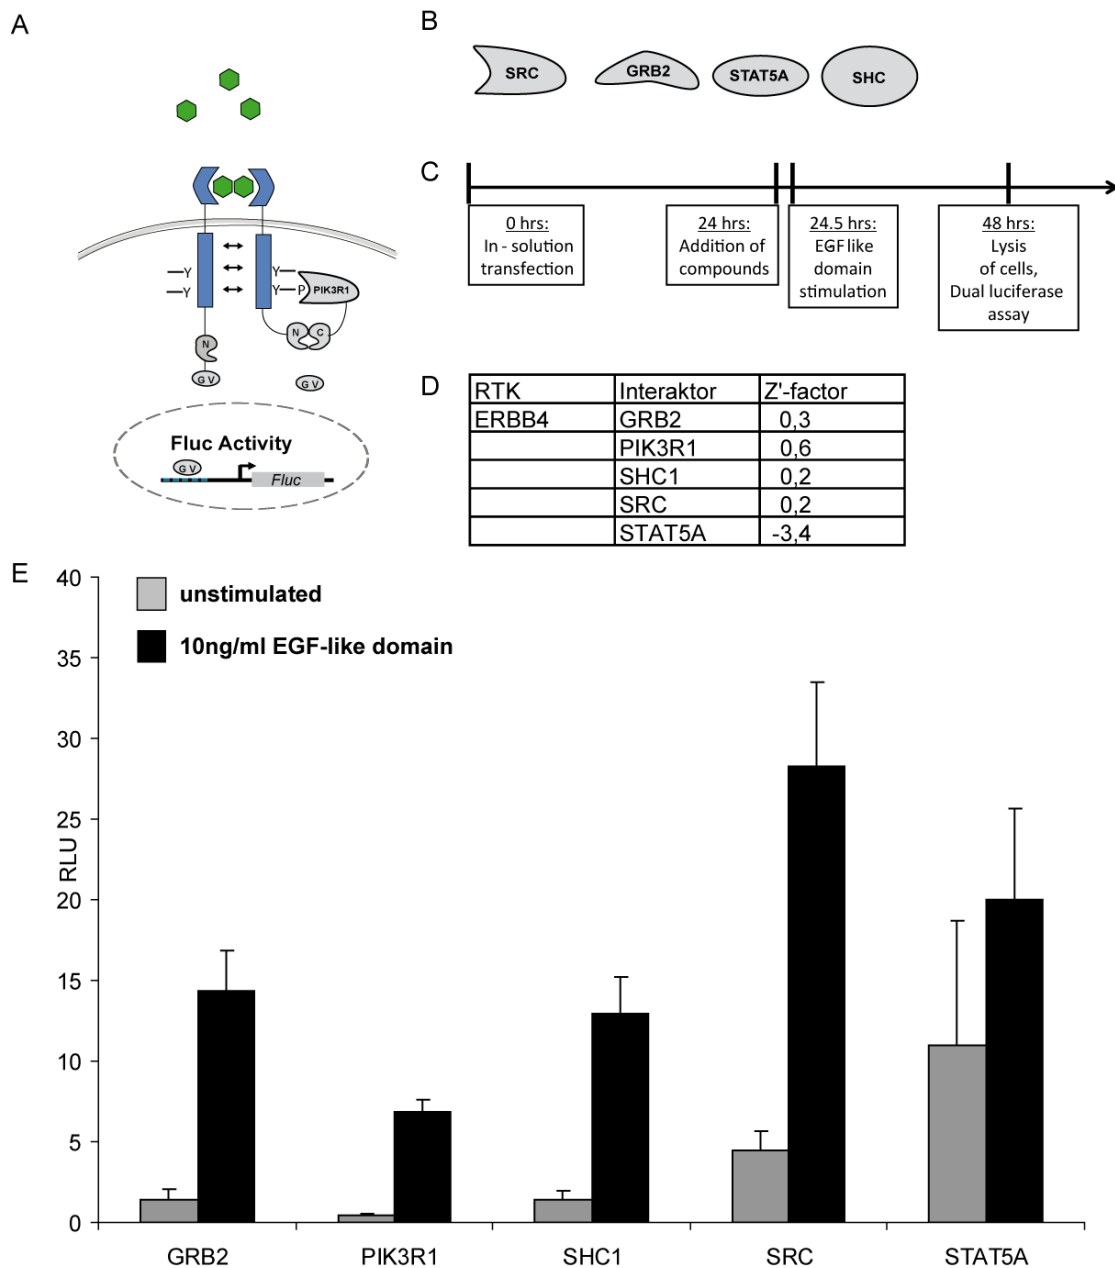 A
Y
Y
Y
Y
P
PIK3R1
N
N
C
G V
G V
Fluc Activity
G V
Fluc
B
SRC
GRB2
STAT5A
SHC
C
0 hrs:
In - solution
transfection
24 hrs:
Addition of
compounds
24.5 hrs:
EGF like
domain
stimulation
48 hrs:
Lysis
of cells,
Dual luciferase
assay
D
RTK Interaktor Z'-factor
ERBB4 GRB2 0,3
PIK3R1 0,6
SHC1 0,2
SRC 0,2
STAT5A -3,4
E
unstimulated
10ng/ml EGF-like domain
RLU
40
35
30
25
20
15
10
5
0
GRB2 PIK3R1 SHC1 SRC STAT5A